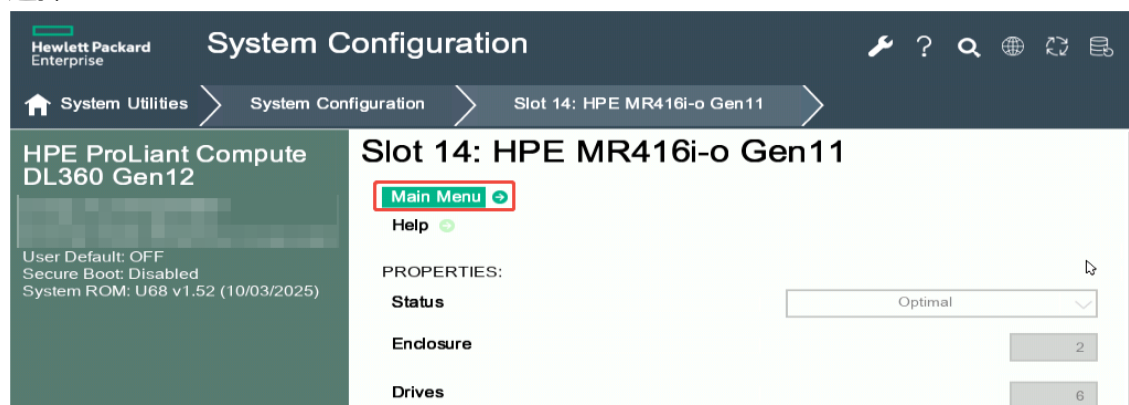 Hewlett Packard
Enterprise
System Configuration
System Utilities
System Configuration
Slot 14: HPE MR416i-o Gen11
HPE ProLiant Compute
DL360 Gen12
User Default: OFF
Secure Boot: Disabled
System ROM: U68 v1.52 (10/03/2025)
Slot 14: HPE MR416i-o Gen11
Main Menu
Help
PROPERTIES:
Status
Optimal
Enclosure
2
Drives
6